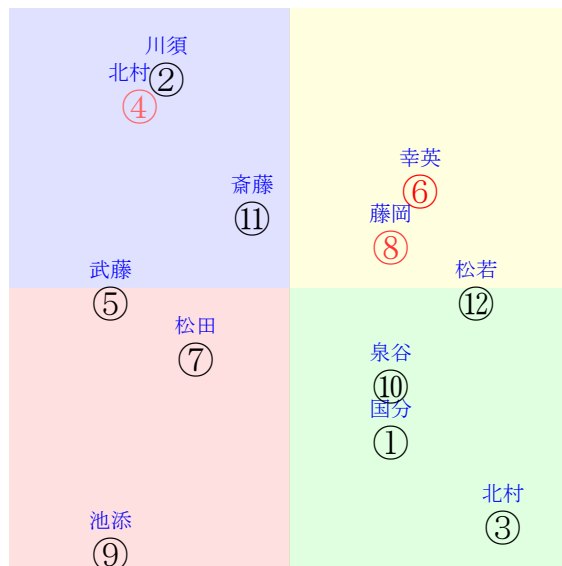 川須
②
北村
④
幸英
⑥
斎藤
⑪
藤岡
⑧
武藤
⑤
松若
⑫
松田
⑦
泉谷
⑩
国分
①
北村
③
池添
⑨